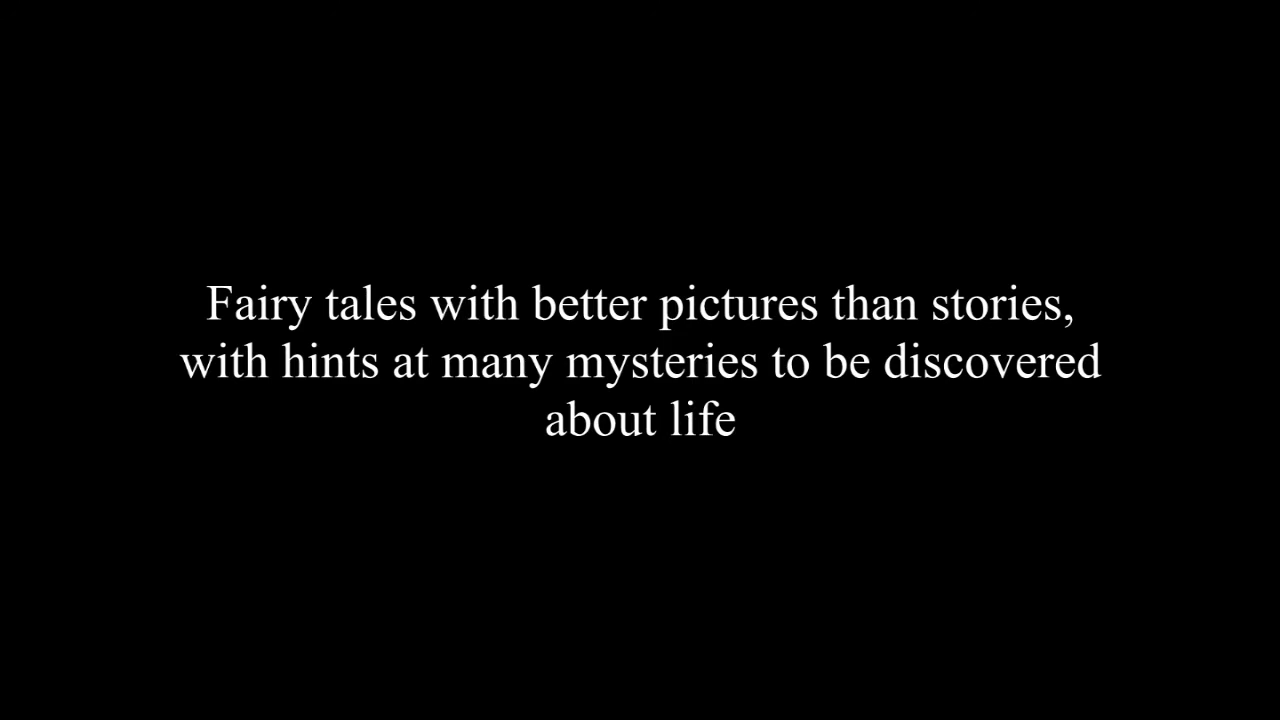 Fairy tales with better pictures than stories,
with hints at many mysteries to be discovered
about life